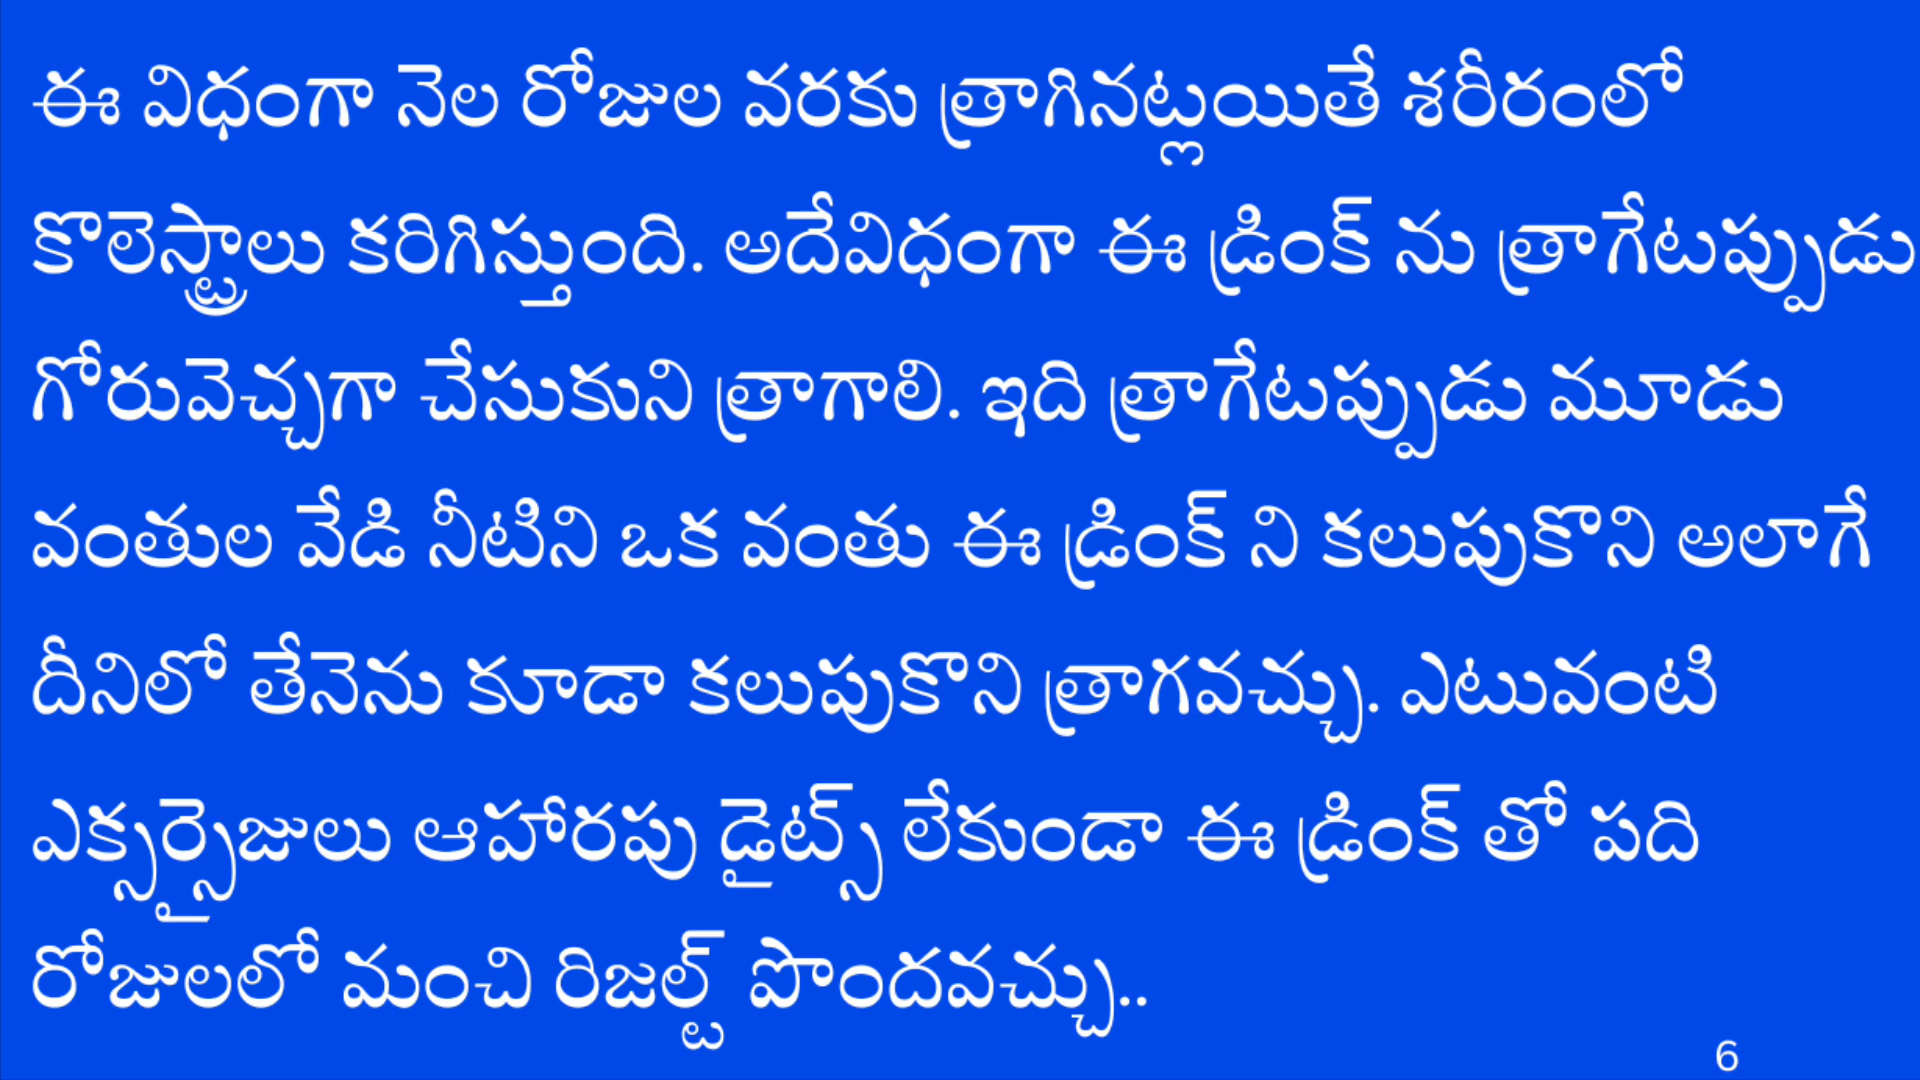 ఈ విధంగా నెల రోజుల వరకు త్రాగినట్లయితే శరీరంలో
కొలెస్ట్రాలు కరిగిస్తుంది. అదేవిధంగా ఈ డ్రింక్ ను త్రాగేటప్పుడు
గోరువెచ్చగా చేసుకుని త్రాగాలి. ఇది త్రాగేటప్పుడు మూడు
వంతుల వేడి నీటిని ఒక వంతు ఈ డ్రింక్ ని కలుపుకొని అలాగే
దీనిలో తేనెను కూడా కలుపుకొని త్రాగవచ్చు. ఎటువంటి
ఎక్సర్సైజులు ఆహారపు డైట్స్ లేకుండా ఈ డ్రింక్ తో పది
రోజులలో మంచి రిజల్ట్ పొందవచ్చు..
6